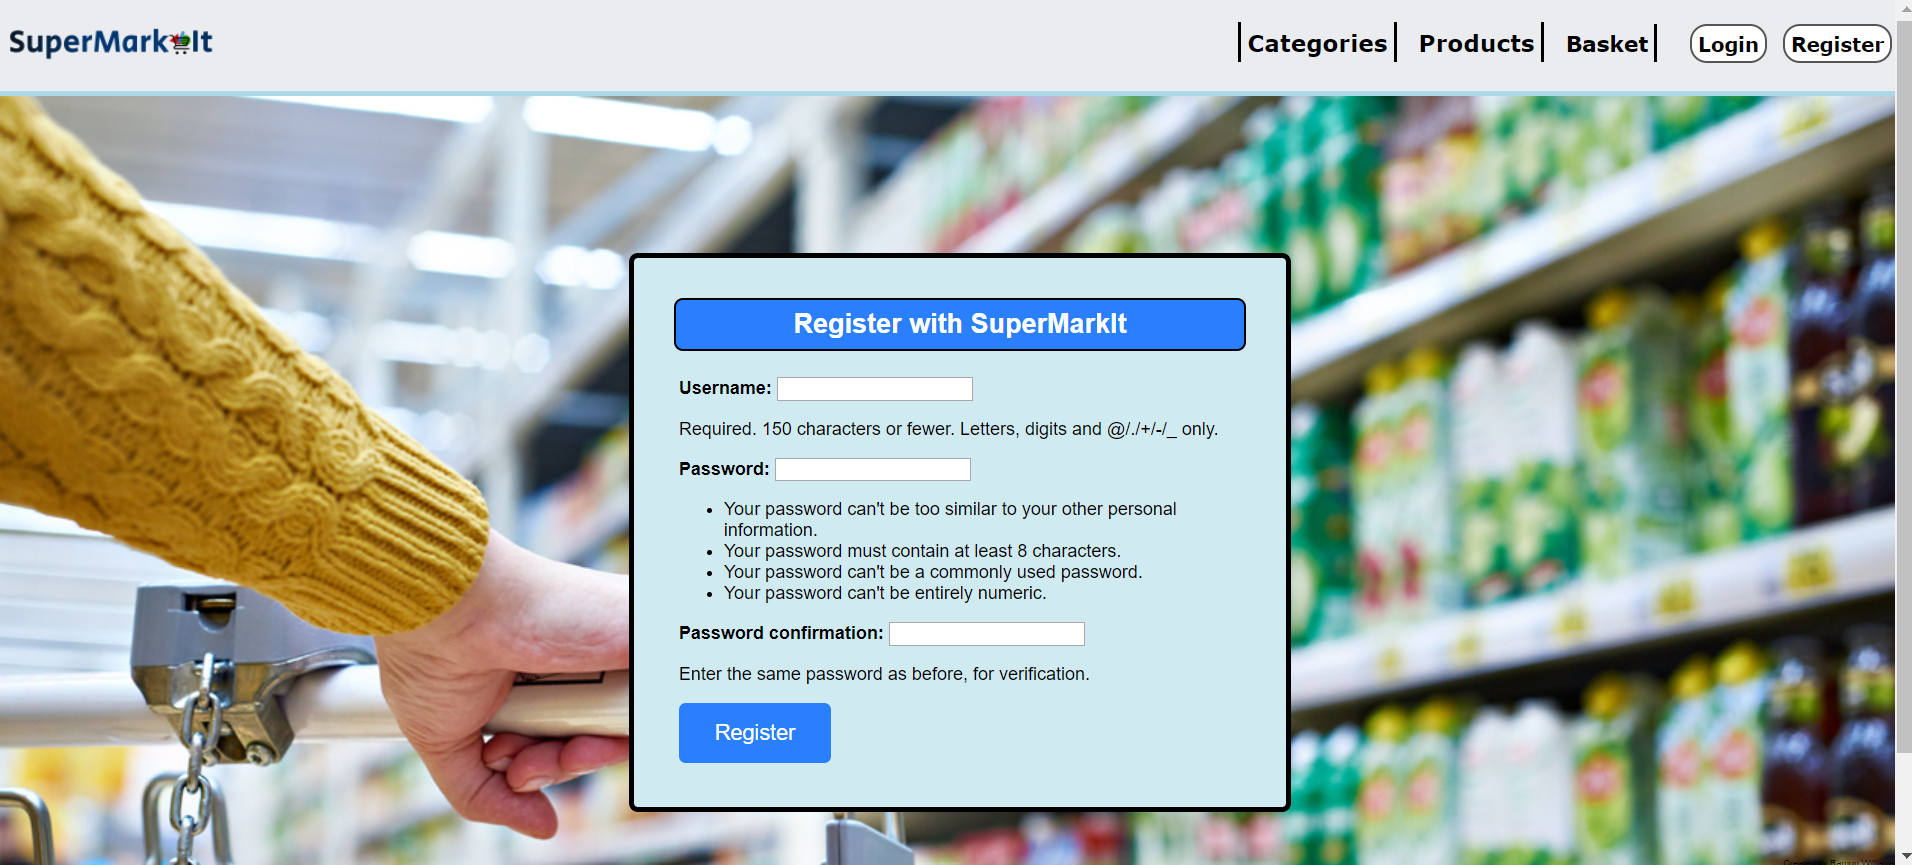 SuperMarkIt
Categories
Products
Basket
Login
Register
Register with SuperMarkIt
Username:
Required. 150 characters or fewer. Letters, digits and @/./+/-/_ only.
Password:
Your password can't be too similar to your other personal
information.
Your password must contain at least 8 characters.
Your password can't be a commonly used password.
Your password can't be entirely numeric.
Password confirmation:
Enter the same password as before, for verification.
Register